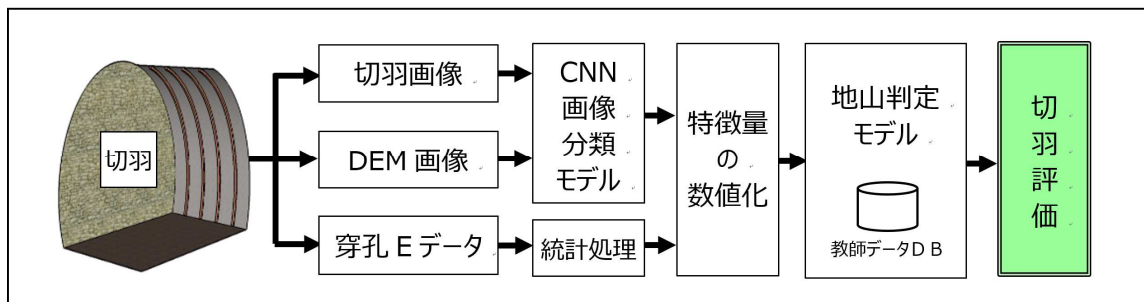 切羽
切羽画像
DEM 画像
穿孔 E データ
CNN
画像
分類
モデル
統計処理
特徴量
の
数値化
地山判定
モデル
教師データＤＢ
切
羽
評
価